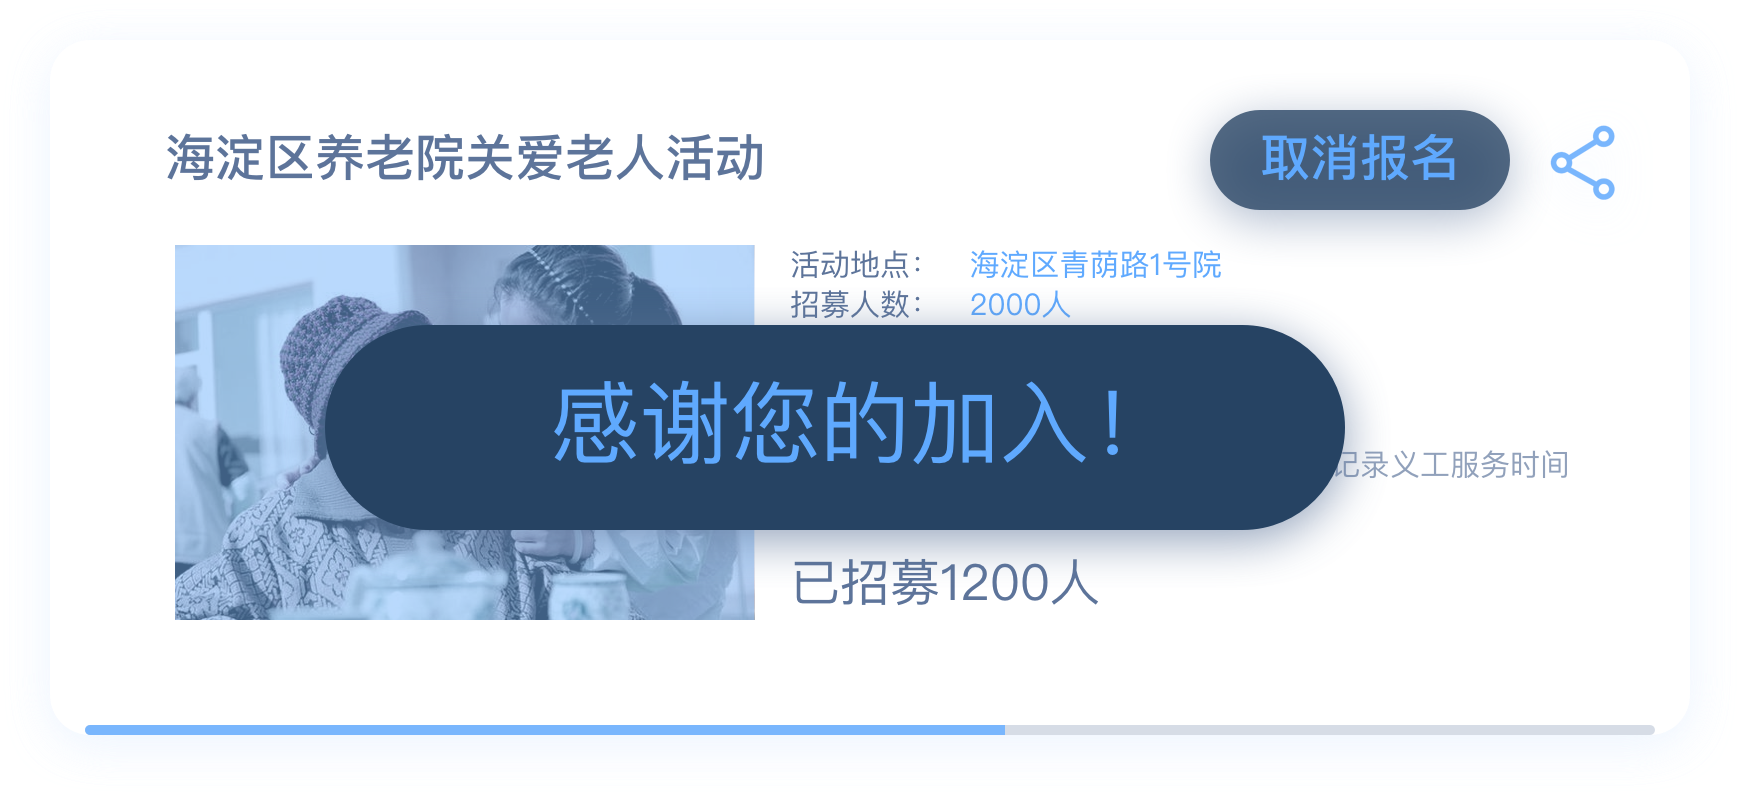 海淀区养老院关爱老人活动
取消报名
活动地点： 海淀区青荫路1号院
招募人数： 2000人
感谢您的加入！
记录义工服务时间
已招募1200人